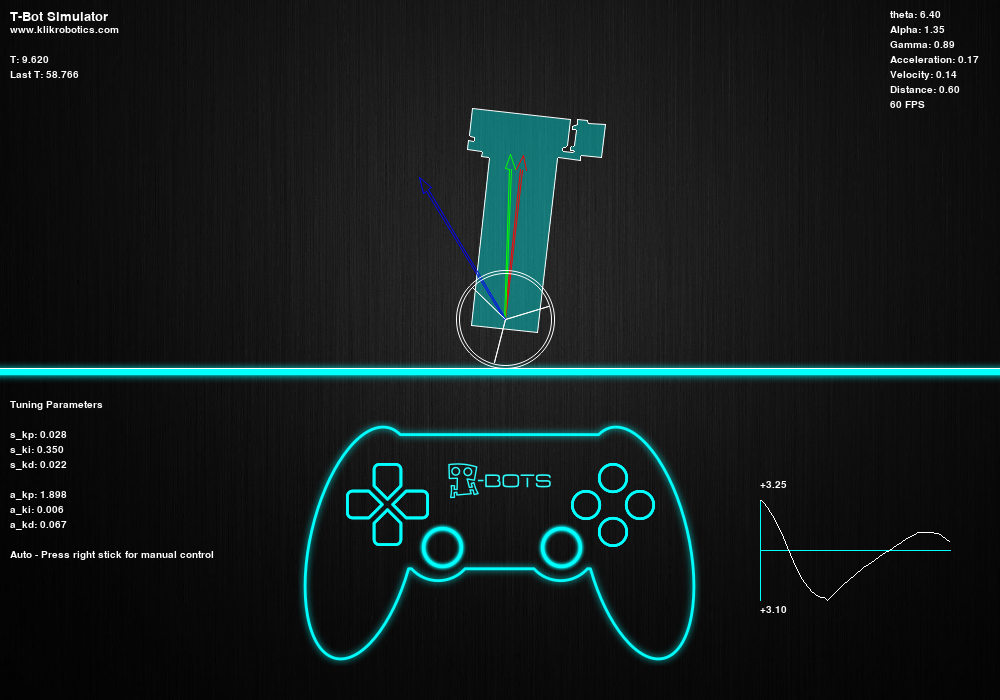 T-Bot Simulator
www.klikrobotics.com
T: 9.620
Last T: 58.766
theta: 6.40
Alpha: 1.35
Gamma: 0.89
Acceleration: 0.17
Velocity: 0.14
Distance: 0.60
60 FPS
Tuning Parameters
s_kp: 0.028
s_ki: 0.350
s_kd: 0.022
a_kp: 1.898
a_ki: 0.006
a_kd: 0.067
Auto - Press right stick for manual control
-BOTS
+3.25
+3.10